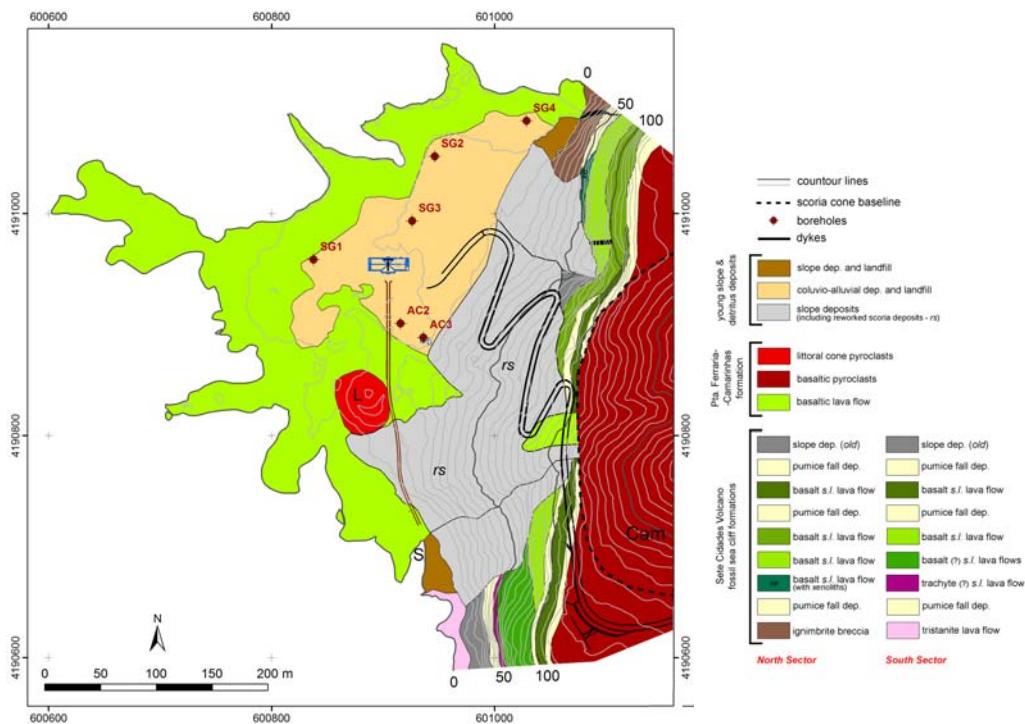 600600
600800
601000
0
50
100
SG4
SG2
SG3
SG1
T
AC2
AC3
L
rs
rs
S
Cam
4191000
4190800
4190600
4191000
4190800
4190600
N
0 50 100 150 200 m
0
50
100
600600
600800
601000
countour lines
scoria cone baseline
boreholes
dykes
young slope &
detritus deposits
slope dep. and landfill
coluvio-alluvial dep. and landfill
slope deposits
(including reworked scoria deposits - rs)
Pta. Ferraria-
-Camarinhas
formation
littoral cone pyroclasts
basaltic pyroclasts
basaltic lava flow
Sete Cidades Volcano
fossil sea cliff formations
slope dep. (old)
pumice fall dep.
basalt s.l. lava flow
pumice fall dep.
basalt s.l. lava flow
basalt s.l. lava flow
basalt s.l. lava flow
(with xenoliths)
pumice fall dep.
ignimbrite breccia
North Sector
slope dep. (old)
pumice fall dep.
basalt s.l. lava flow
pumice fall dep.
basalt s.l. lava flow
basalt (?) s.l. lava flows
trachyte (?) s.l. lava flow
pumice fall dep.
tristanite lava flow
South Sector